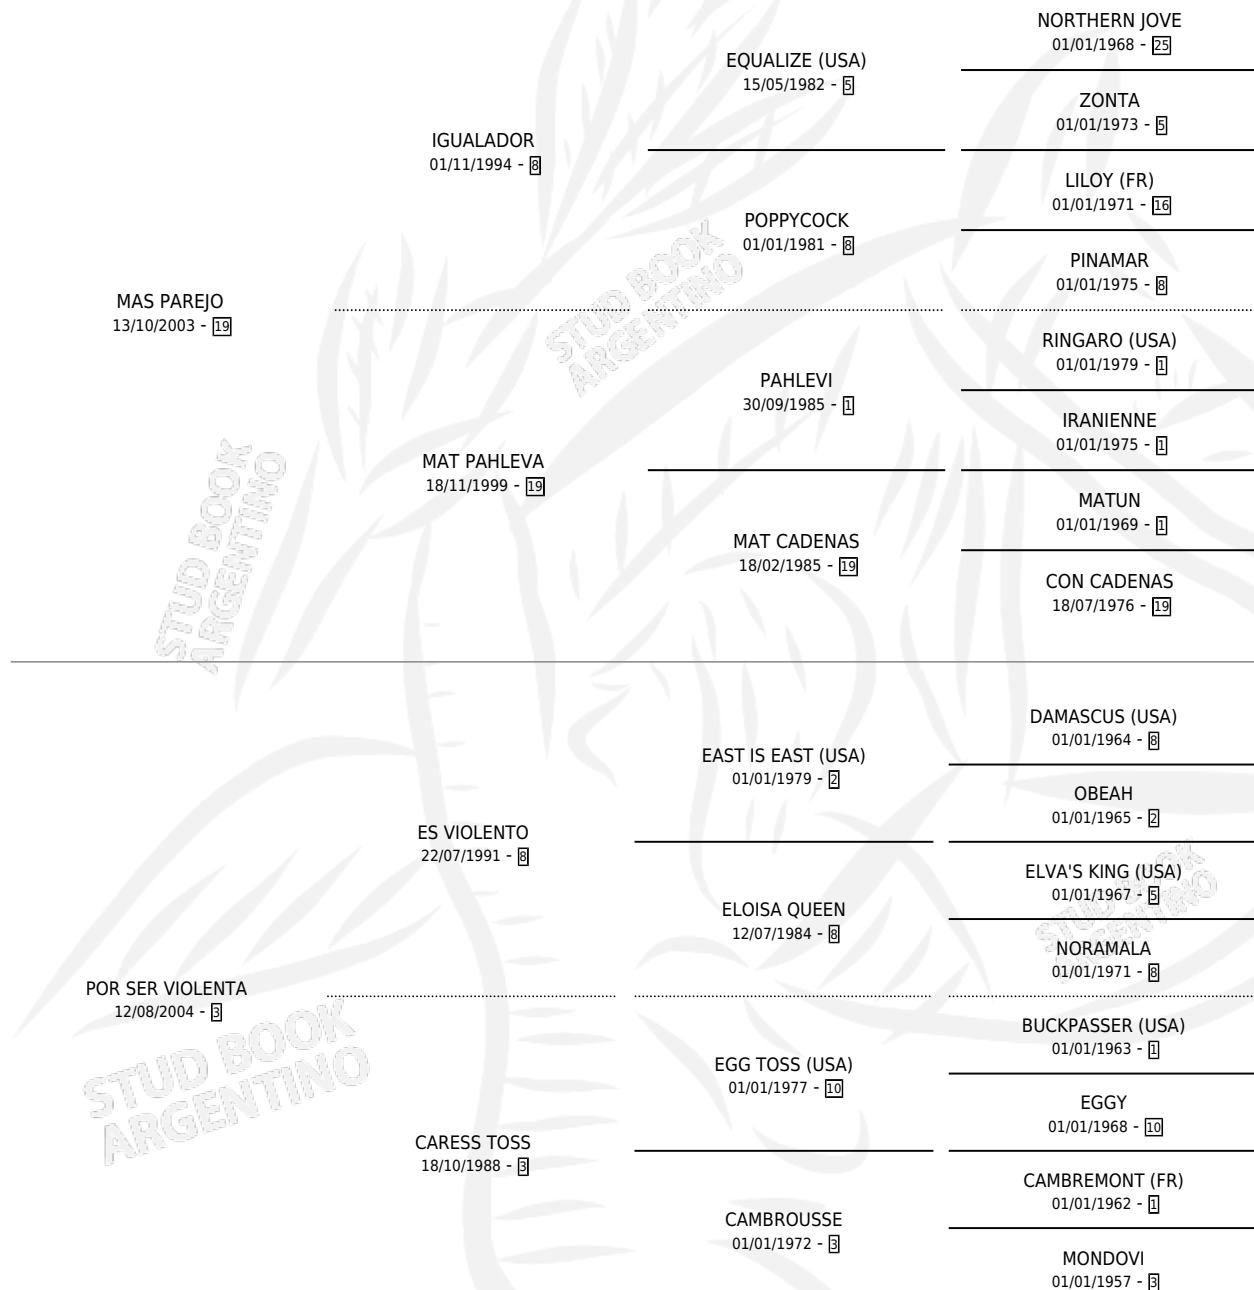 NORTHERN JOVE
01/01/1968 - 25
EQUALIZE (USA)
15/05/1982 - 5
ZONTA
01/01/1973 - 5
IGUALADOR
01/11/1994 - 8
LILOY (FR)
01/01/1971 - 16
POPPYCOCK
01/01/1981 - 8
PINAMAR
01/01/1975 - 8
MAS PAREJO
13/10/2003 - 19
RINGARO (USA)
01/01/1979 - 1
PAHLEVI
30/09/1985 - 1
IRANIENNE
01/01/1975 - 1
MAT PAHLEVA
18/11/1999 - 19
MATUN
01/01/1969 - 1
MAT CADENAS
18/02/1985 - 19
CON CADENAS
18/07/1976 - 19
STUD BOOK
ARGENTINO
STUD BOOK
ARGENTINO
DAMASCUS (USA)
01/01/1964 - 8
EAST IS EAST (USA)
01/01/1979 - 2
OBEAH
01/01/1965 - 2
ES VIOLENTO
22/07/1991 - 8
ELVA'S KING (USA)
01/01/1967 - 5
ELOISA QUEEN
12/07/1984 - 8
NORAMALA
01/01/1971 - 8
POR SER VIOLENTA
12/08/2004 - 3
BUCKPASSER (USA)
01/01/1963 - 1
EGG TOSS (USA)
01/01/1977 - 10
EGGY
01/01/1968 - 10
CARESS TOSS
18/10/1988 - 3
CAMBREMONT (FR)
01/01/1962 - 1
CAMBROUSSE
01/01/1972 - 3
MONDOVI
01/01/1957 - 3
STUD BOOK
ARGENTINO
STUD BOOK
ARGENTINO